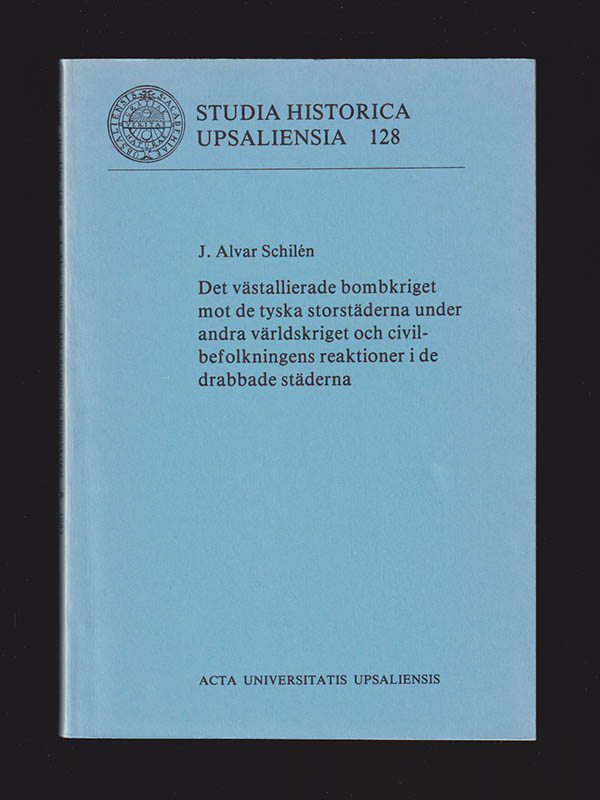 STUDIA HISTORICA
UPSALIENSIA 128
J. Alvar Schilén
Det västallierade bombkriget
mot de tyska storstäderna under
andra världskriget och civil-
befolkningens reaktioner i de
drabbade städerna
ACTA UNIVERSITATIS UPSALIENSIS